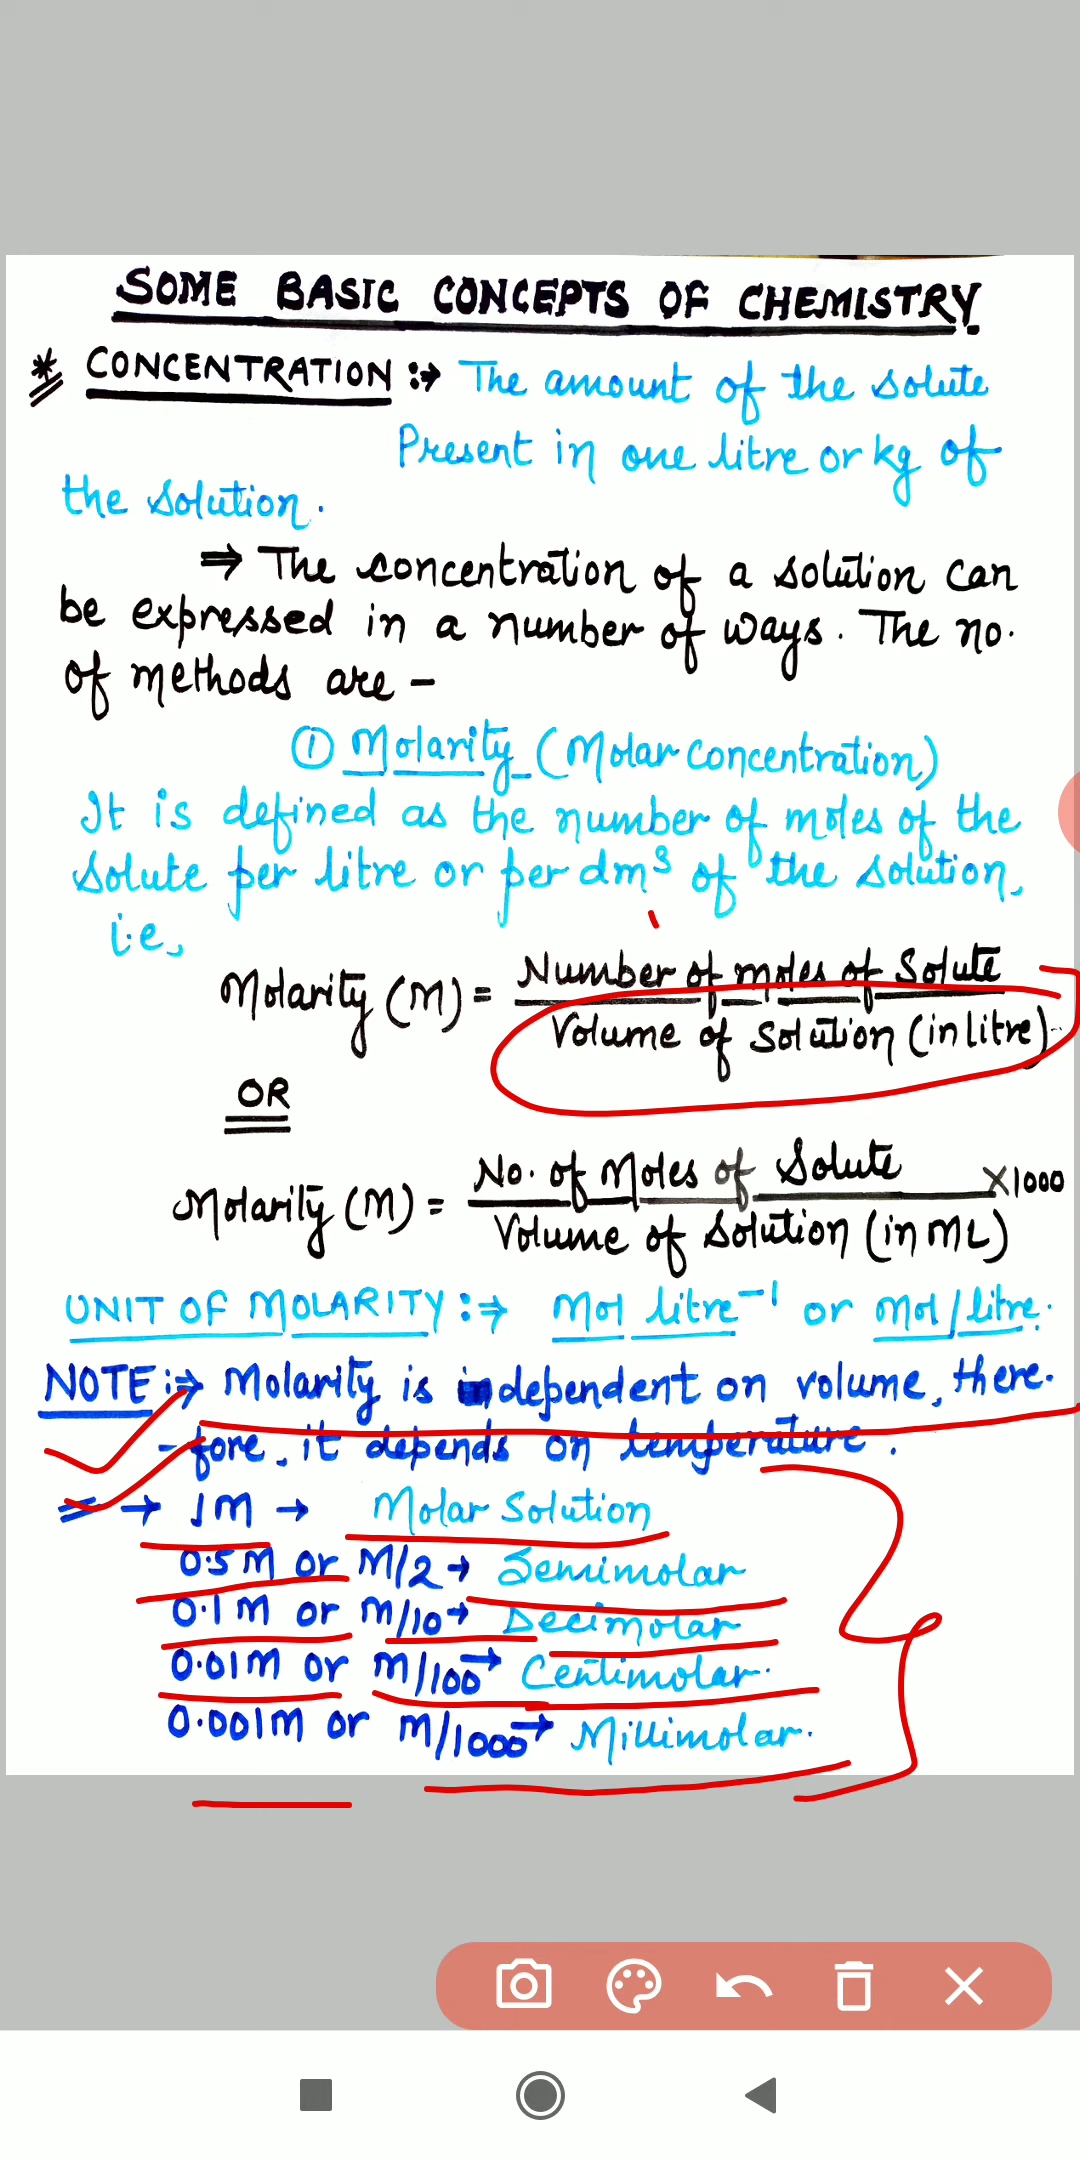 SOME BASIC CONCEPTS OF CHEMISTRY
* CONCENTRATION :→ The amount of the solute
Present in one litre or kg of
the solution.
⇒ The concentration of a solution can
be expressed in a number of ways. The no.
of methods are –
① Molarity (Molar concentration)
It is defined as the number of moles of the
solute per litre or per dm³ of the solution,
i.e,
Molarity (M) = Number of moles of solute
Volume of solution (in litre)
OR
Molarity (M) = No. of Moles of Solute ×1000
Volume of Solution (in ML)
UNIT OF MOLARITY :→ Mol litre⁻¹ or Mol/litre.
NOTE :→ Molarity is independent on volume, there-
-fore, it depends on temperature.
→ 1M → Molar Solution
0.5M or M/2 → Semimolar
0.1M or M/10 → Decimolar
0.01M or M/100 → Centimolar.
0.001M or M/1000 → Millimolar.